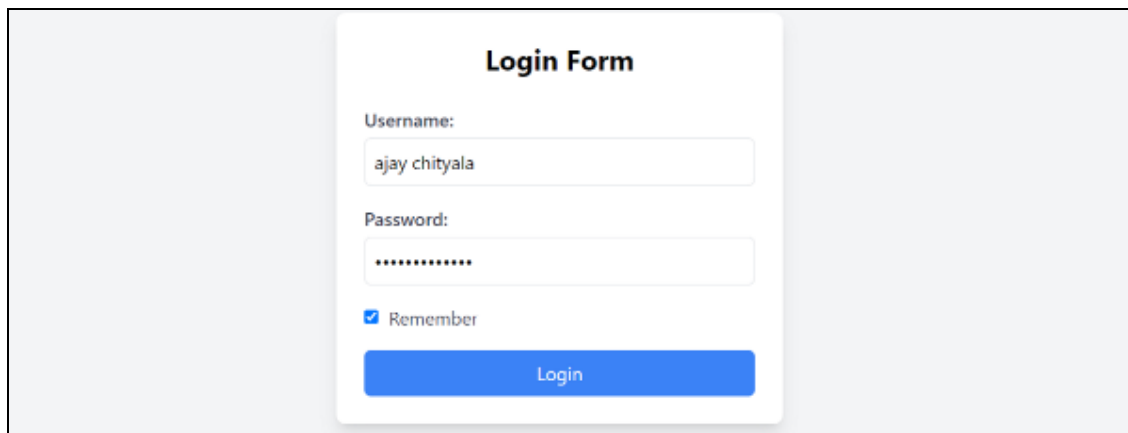 Login Form
Username:
ajay chityala
Password:
•••••••••••••
Remember
Login